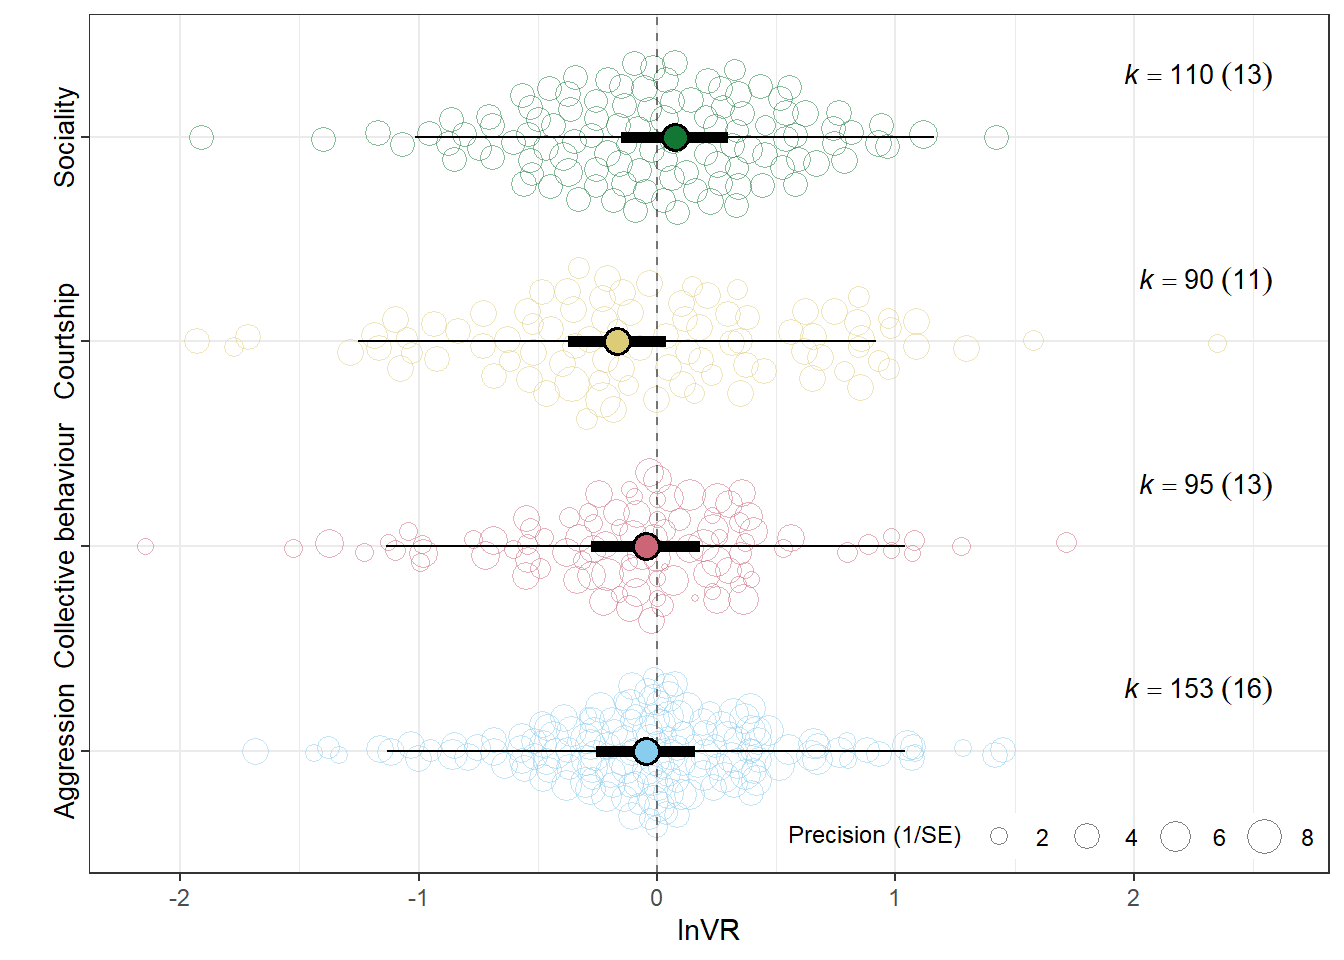 Sociality
k = 110 (13)
Courtship
k = 90 (11)
Collective behaviour
k = 95 (13)
Aggression
k = 153 (16)
Precision (1/SE) 2 4 6 8
-2 -1 0 1 2
lnVR